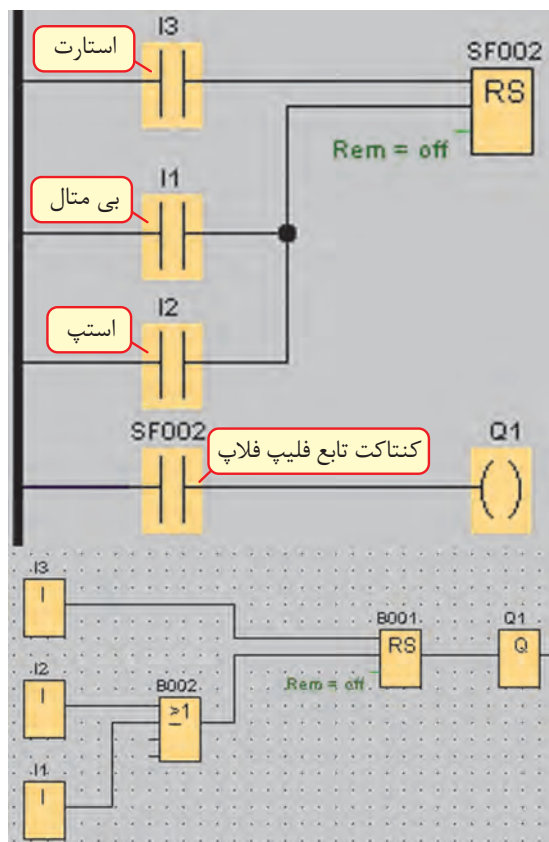 I3
استارت
SF002
RS
Rem = off
I1
بی متال
I2
استپ
SF002
کنتاکت تابع فلیپ فلاپ
Q1
I3
I
B001
RS
Q1
Q
I2
I
B002
≥1
Rem = off
I1
I